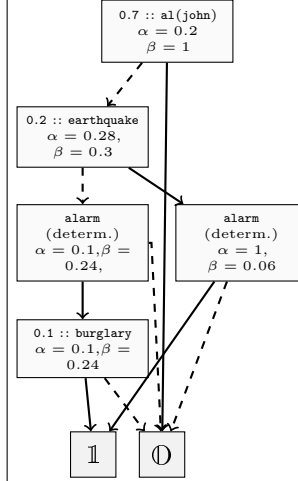 0.7 :: al(john)
α = 0.2
β = 1
0.2 :: earthquake
α = 0.28,
β = 0.3
alarm
(determ.)
α = 0.1,β =
0.24,
alarm
(determ.)
α = 1,
β = 0.06
0.1 :: burglary
α = 0.1,β =
0.24
𝟙 𝕆